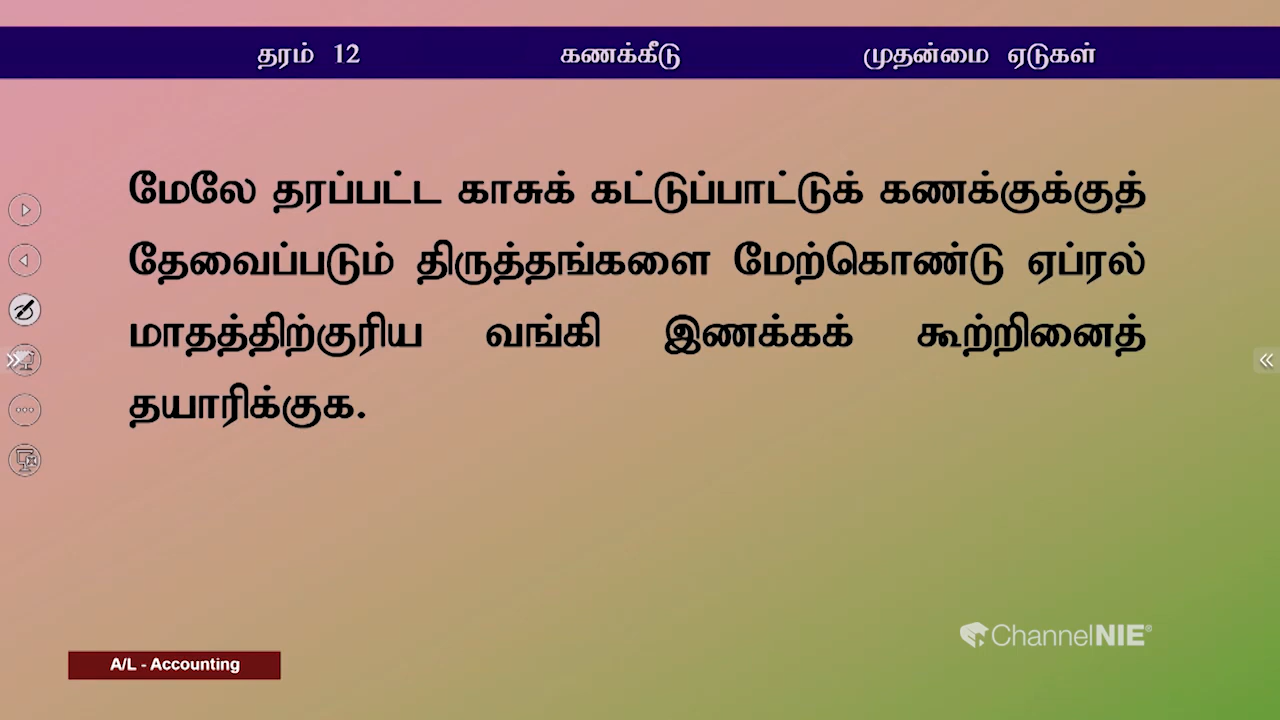 தரம் 12 கணக்கீடு முதன்மை ஏடுகள்
மேலே தரப்பட்ட காசுக் கட்டுப்பாட்டுக் கணக்குக்குத்
தேவைப்படும் திருத்தங்களை மேற்கொண்டு ஏப்ரல்
மாதத்திற்குரிய வங்கி இணக்கக் கூற்றினைத்
தயாரிக்குக.
ChannelNIE®
A/L - Accounting